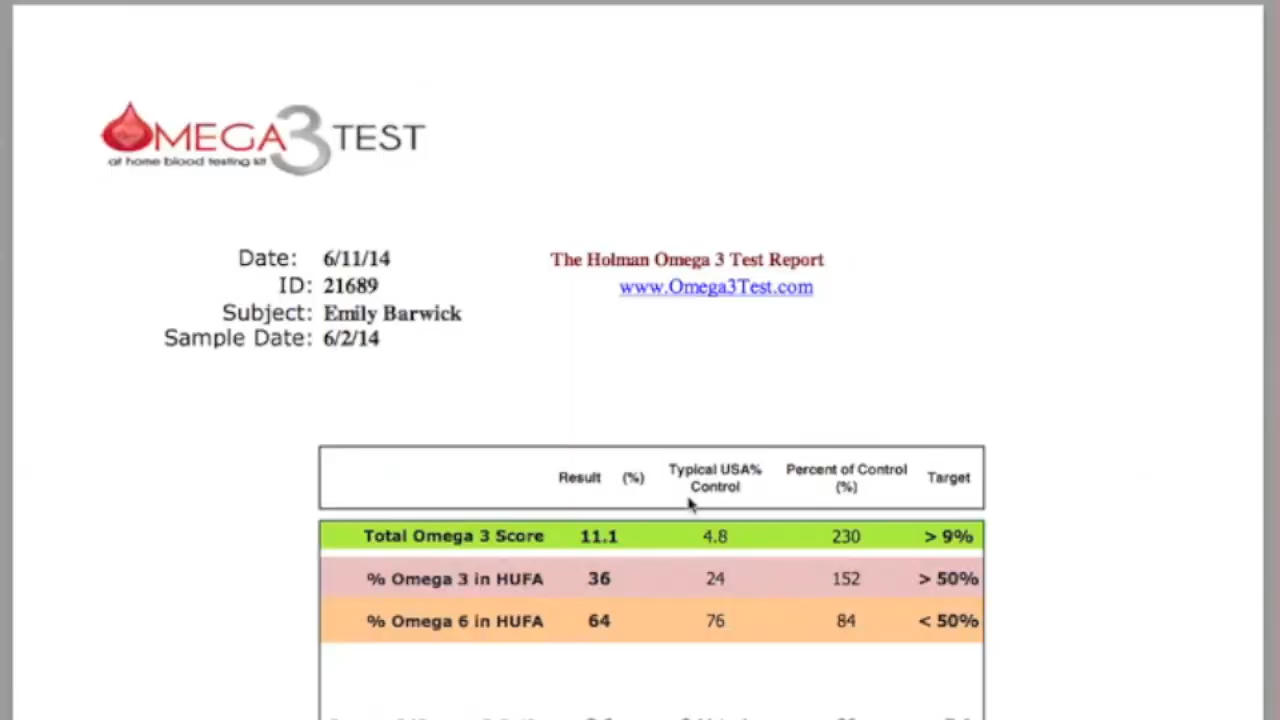 OMEGA 3 TEST
at home blood testing kit
Date: 6/11/14
The Holman Omega 3 Test Report
ID: 21689
www.Omega3Test.com
Subject: Emily Barwick
Sample Date: 6/2/14
Result (%) Typical USA% Control Percent of Control (%) Target
Total Omega 3 Score 11.1 4.8 230 > 9%
% Omega 3 in HUFA 36 24 152 > 50%
% Omega 6 in HUFA 64 76 84 < 50%